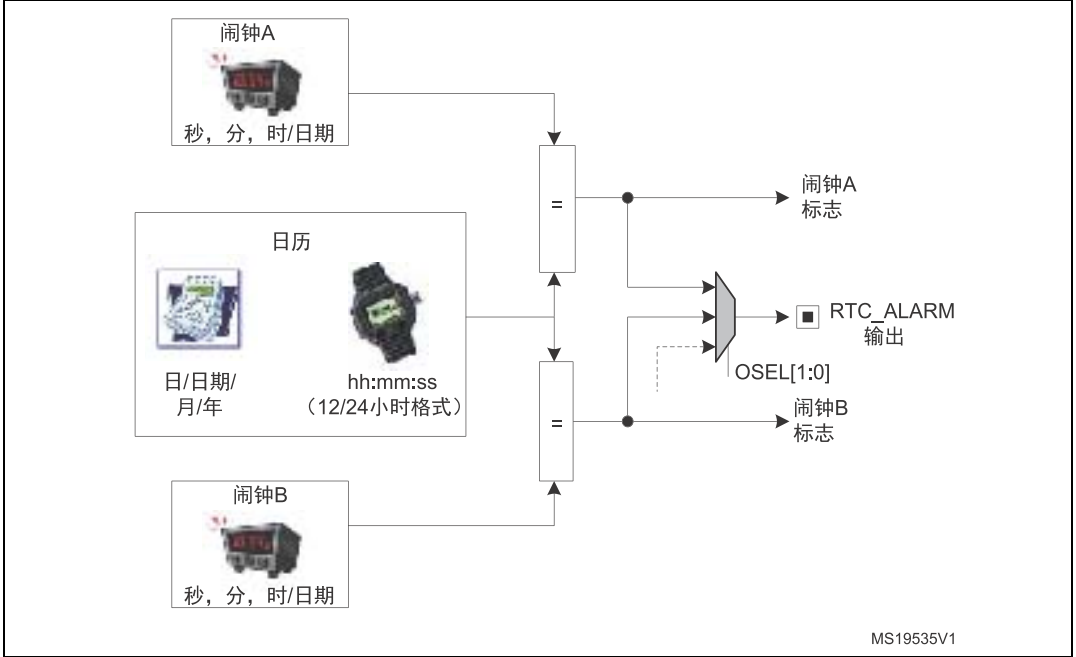 闹钟A
秒，分，时/日期
=
闹钟A
标志
日历
日/日期/
月/年
hh:mm:ss
（12/24小时格式）
RTC_ALARM
输出
OSEL[1:0]
=
闹钟B
标志
闹钟B
秒，分，时/日期
MS19535V1